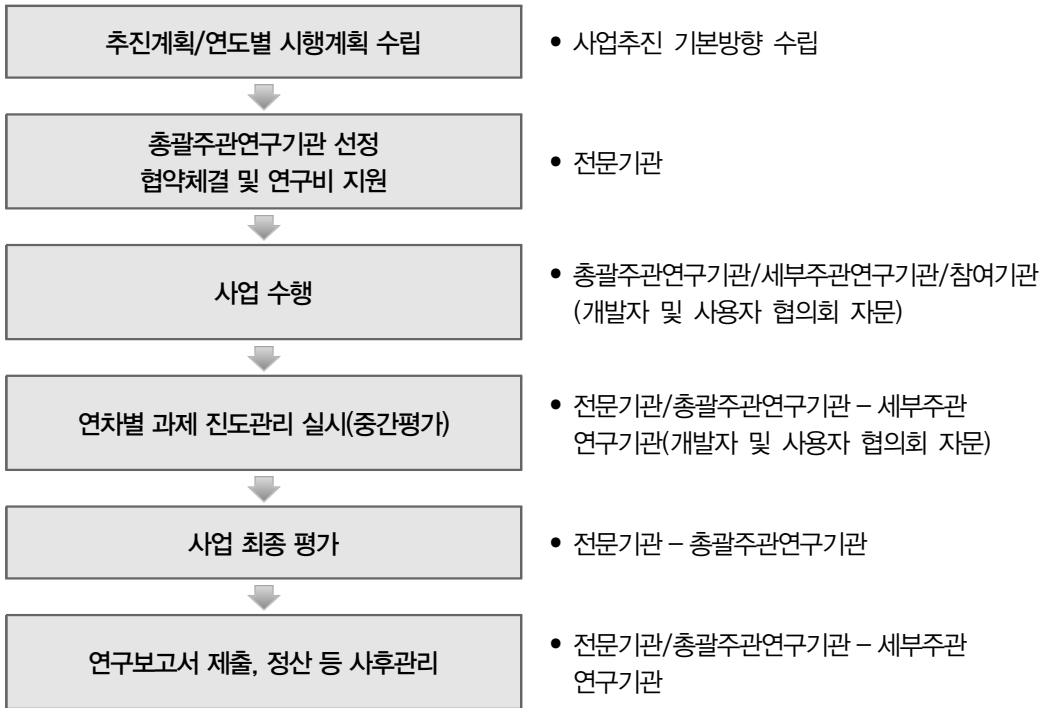 추진계획/연도별 시행계획 수립
• 사업추진 기본방향 수립
총괄주관연구기관 선정
협약체결 및 연구비 지원
• 전문기관
사업 수행
• 총괄주관연구기관/세부주관연구기관/참여기관
(개발자 및 사용자 협의회 자문)
연차별 과제 진도관리 실시(중간평가)
• 전문기관/총괄주관연구기관 – 세부주관
연구기관(개발자 및 사용자 협의회 자문)
사업 최종 평가
• 전문기관 – 총괄주관연구기관
연구보고서 제출, 정산 등 사후관리
• 전문기관/총괄주관연구기관 – 세부주관
연구기관